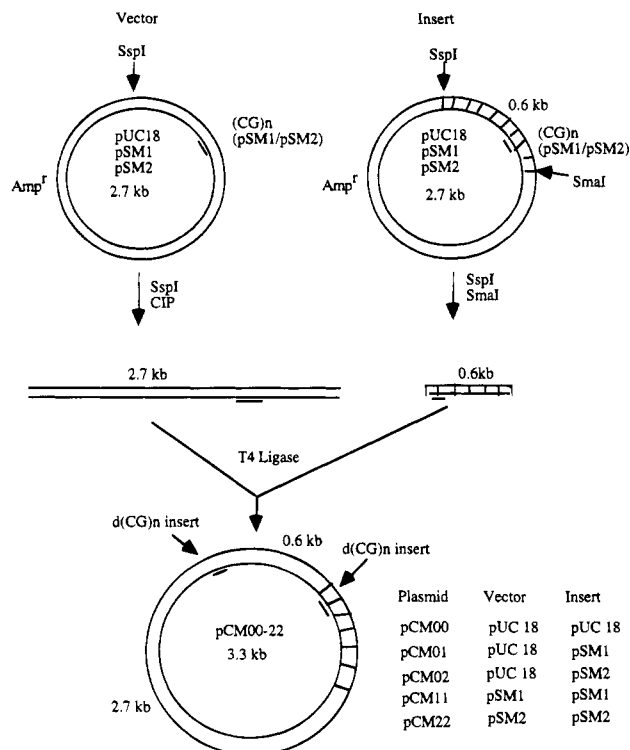 Vector
SspI
pUC18
pSM1
pSM2
2.7 kb
Amp^r
(CG)n
(pSM1/pSM2)
SspI
CIP
2.7 kb
Insert
SspI
0.6 kb
(CG)n
(pSM1/pSM2)
SmaI
pUC18
pSM1
pSM2
2.7 kb
Amp^r
SspI
SmaI
0.6kb
T4 Ligase
d(CG)n insert
0.6 kb
d(CG)n insert
pCM00-22
3.3 kb
2.7 kb
Plasmid Vector Insert
pCM00 pUC 18 pUC 18
pCM01 pUC 18 pSM1
pCM02 pUC 18 pSM2
pCM11 pSM1 pSM1
pCM22 pSM2 pSM2